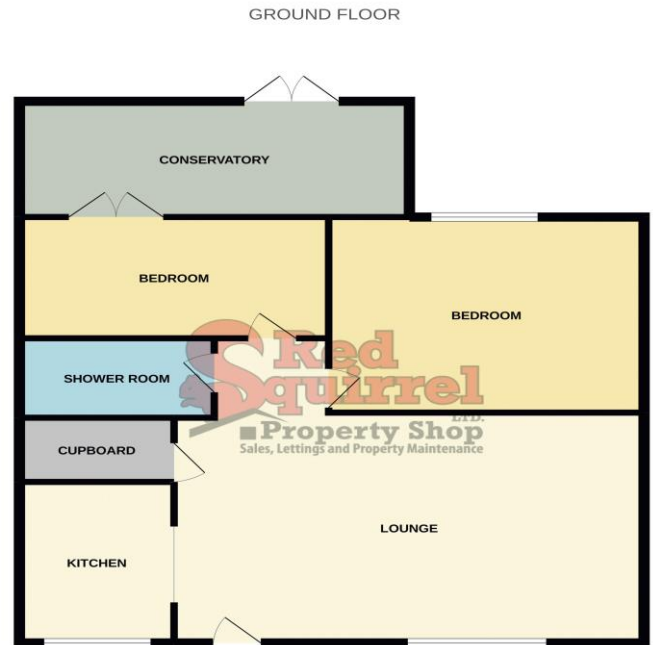 GROUND FLOOR
CONSERVATORY
BEDROOM
BEDROOM
SHOWER ROOM
CUPBOARD
KITCHEN
LOUNGE
Red
Squirrel
LTD.
Property Shop
Sales, Lettings and Property Maintenance